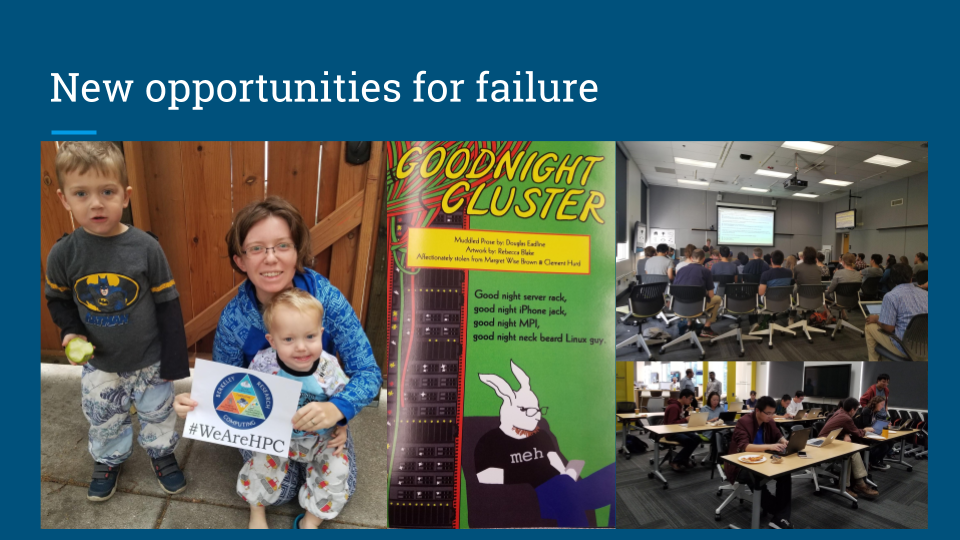 New opportunities for failure
BATMAN
BERKELEY RESEARCH
COMPUTING
#WeAreHPC
GOODNIGHT
CLUSTER
Muddled Prose by: Douglas Eadline
Artwork by: Rebecca Blake
Affectionately stolen from Margret Wise Brown & Clement Hurd
Good night server rack,
good night iPhone jack,
good night MPI,
good night neck beard Linux guy.
meh